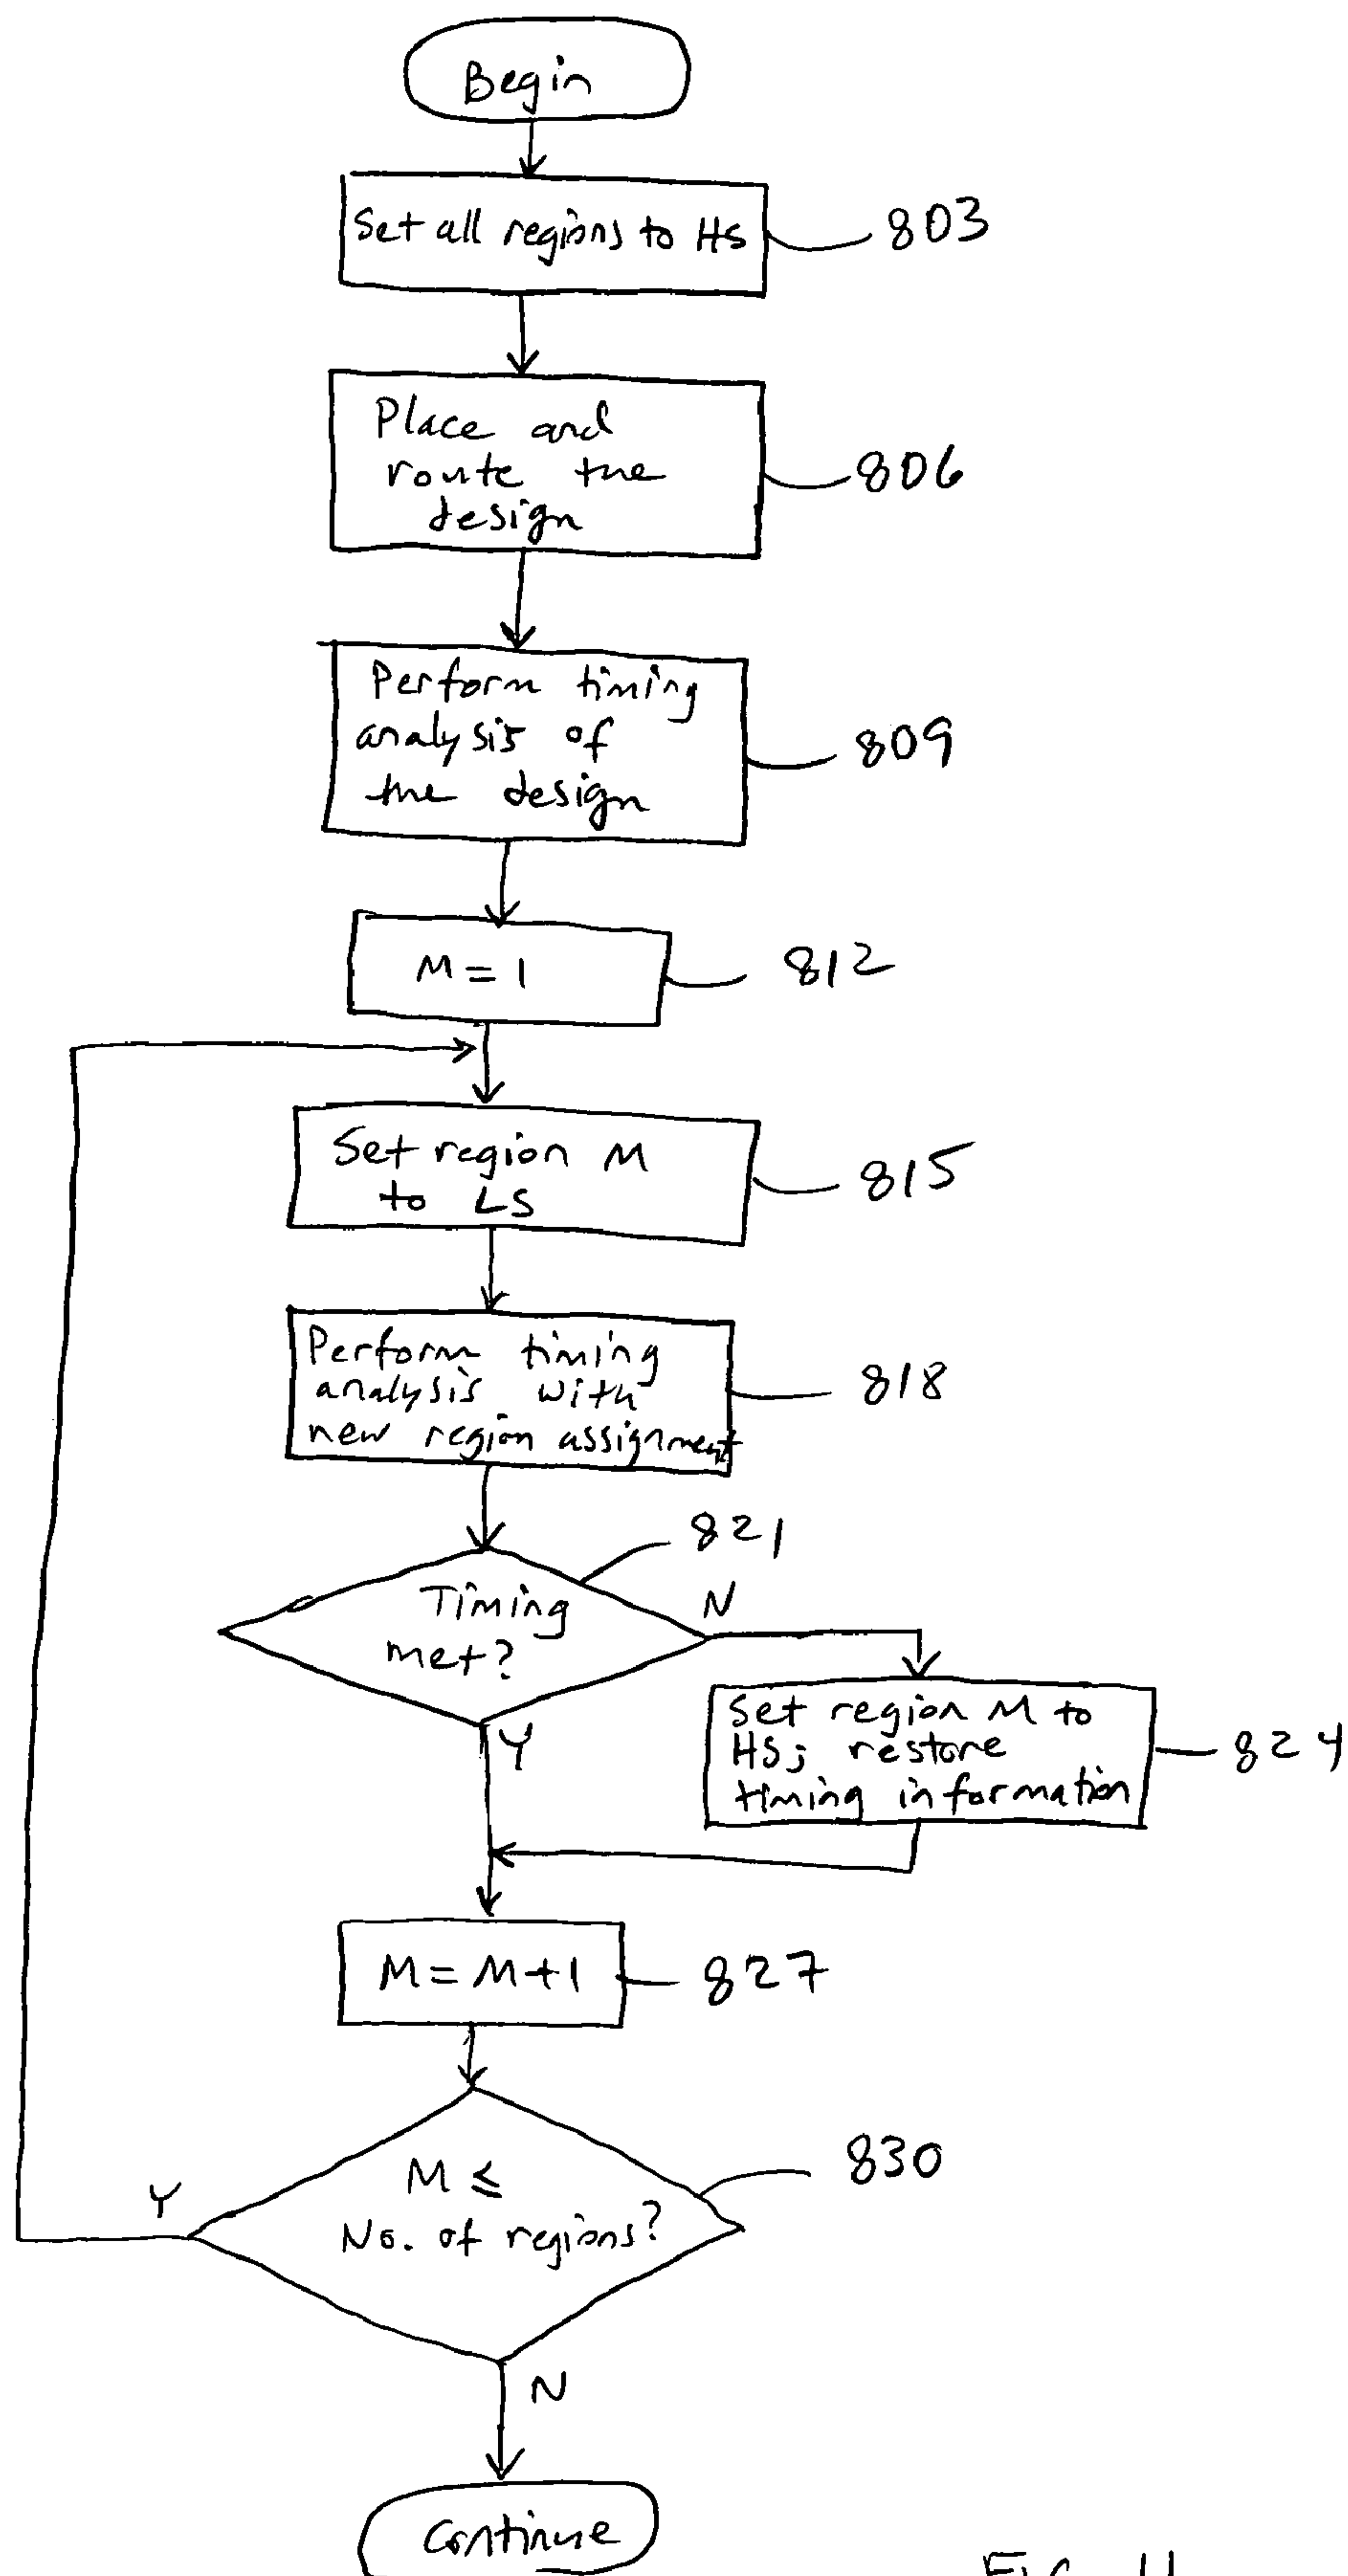 Begin
Set all regions to HS
803
Place and
route the
design
806
Perform timing
analysis of
the design
809
M = 1
812
Set region M
to LS
815
Perform timing
analysis with
new region assignment
818
821
Timing
met?
N
Y
Set region M to
HS; restore
timing information
824
M = M + 1
827
M ≤
No. of regions?
830
Y
N
Continue